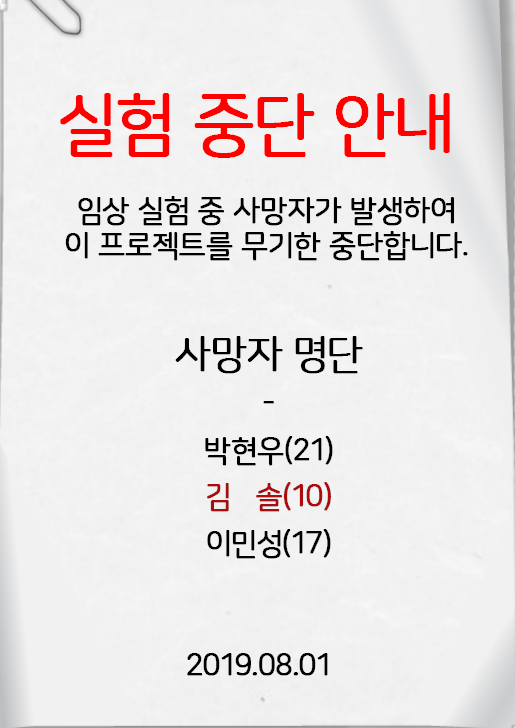 실험 중단 안내
임상 실험 중 사망자가 발생하여
이 프로젝트를 무기한 중단합니다.
사망자 명단
-
박현우(21)
김 솔(10)
이민성(17)
2019.08.01